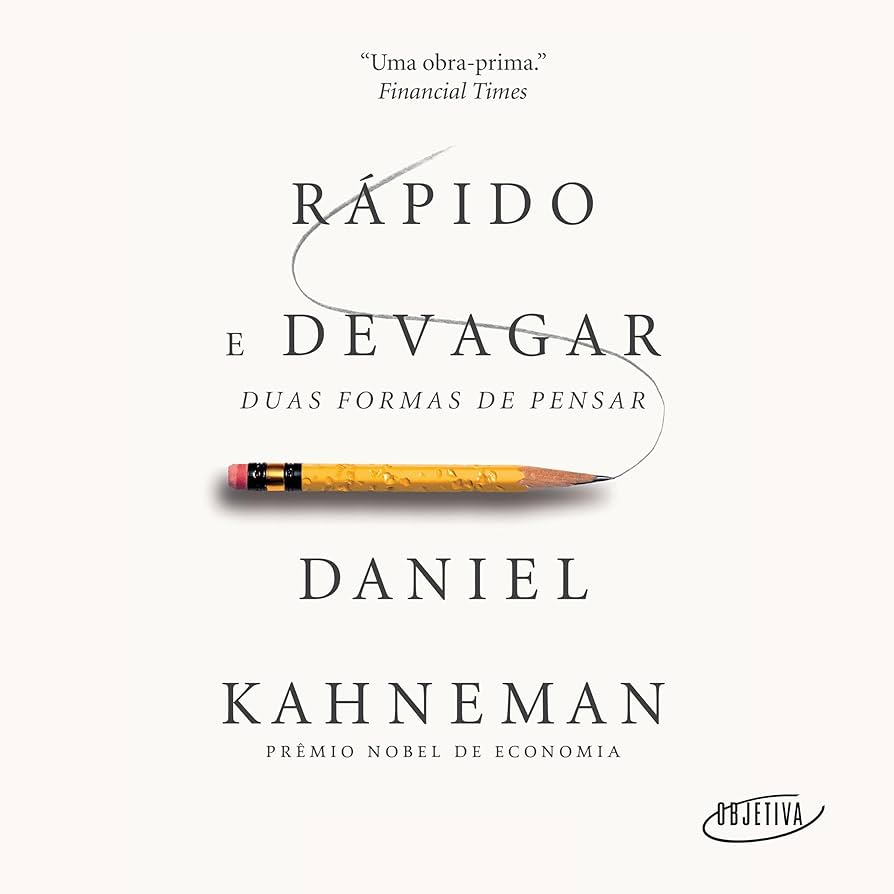 “Uma obra-prima.”
Financial Times
RÁPIDO
E DEVAGAR
DUAS FORMAS DE PENSAR
DANIEL
KAHNEMAN
PRÊMIO NOBEL DE ECONOMIA
OBJETIVA